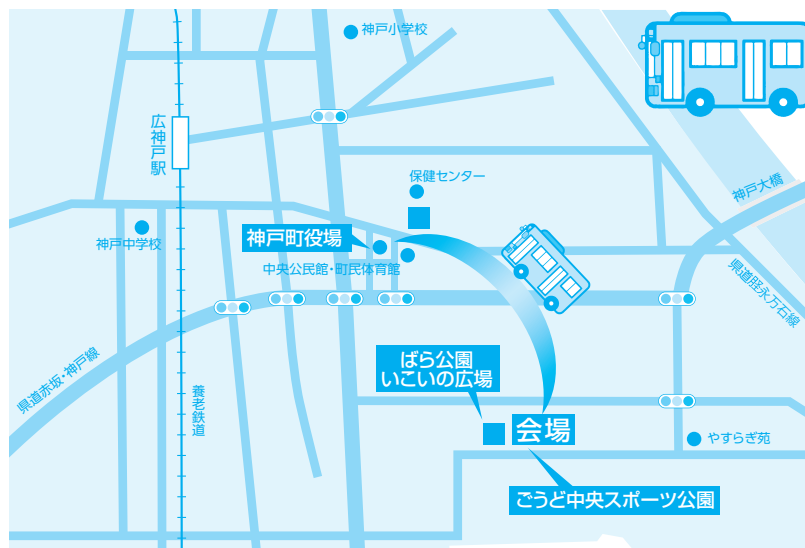 神戸小学校
広神戸駅
保健センター
神戸大橋
神戸中学校
神戸町役場
中央公民館・町民体育館
県道脛永万石線
県道赤坂・神戸線
養老鉄道
ばら公園
いこいの広場
会場
やすらぎ苑
ごうど中央スポーツ公園